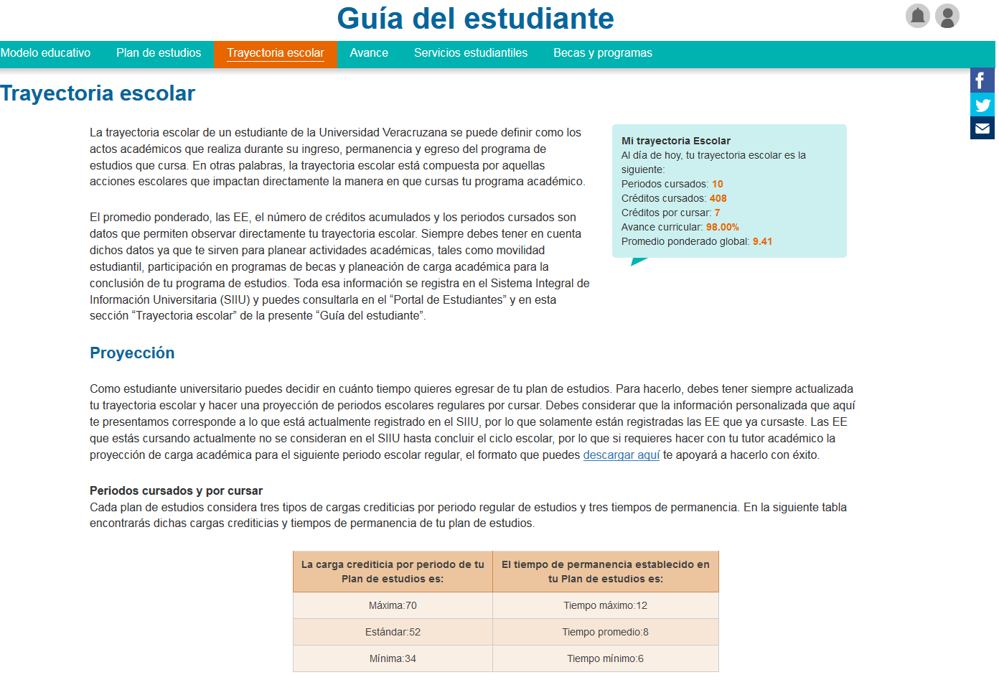 Guía del estudiante
Modelo educativo Plan de estudios Trayectoria escolar Avance Servicios estudiantiles Becas y programas
Trayectoria escolar
La trayectoria escolar de un estudiante de la Universidad Veracruzana se puede definir como los
actos académicos que realiza durante su ingreso, permanencia y egreso del programa de
estudios que cursa. En otras palabras, la trayectoria escolar está compuesta por aquellas
acciones escolares que impactan directamente la manera en que cursas tu programa académico.
El promedio ponderado, las EE, el número de créditos acumulados y los periodos cursados son
datos que permiten observar directamente tu trayectoria escolar. Siempre debes tener en cuenta
dichos datos ya que te sirven para planear actividades académicas, tales como movilidad
estudiantil, participación en programas de becas y planeación de carga académica para la
conclusión de tu programa de estudios. Toda esa información se registra en el Sistema Integral de
Información Universitaria (SIIU) y puedes consultarla en el “Portal de Estudiantes” y en esta
sección “Trayectoria escolar” de la presente “Guía del estudiante”.
Mi trayectoria Escolar
Al día de hoy, tu trayectoria escolar es la
siguiente:
Periodos cursados: 10
Créditos cursados: 408
Créditos por cursar: 7
Avance curricular: 98.00%
Promedio ponderado global: 9.41
Proyección
Como estudiante universitario puedes decidir en cuánto tiempo quieres egresar de tu plan de estudios. Para hacerlo, debes tener siempre actualizada
tu trayectoria escolar y hacer una proyección de periodos escolares regulares por cursar. Debes considerar que la información personalizada que aquí
te presentamos corresponde a lo que está actualmente registrado en el SIIU, por lo que solamente están registradas las EE que ya cursaste. Las EE
que estás cursando actualmente no se consideran en el SIIU hasta concluir el ciclo escolar, por lo que si requieres hacer con tu tutor académico la
proyección de carga académica para el siguiente periodo escolar regular, el formato que puedes descargar aquí te apoyará a hacerlo con éxito.
Periodos cursados y por cursar
Cada plan de estudios considera tres tipos de cargas crediticias por periodo regular de estudios y tres tiempos de permanencia. En la siguiente tabla
encontrarás dichas cargas crediticias y tiempos de permanencia de tu plan de estudios.
La carga crediticia por periodo de tu El tiempo de permanencia establecido en
Plan de estudios es: tu Plan de estudios es:
Máxima:70 Tiempo máximo:12
Estándar:52 Tiempo promedio:8
Mínima:34 Tiempo mínimo:6